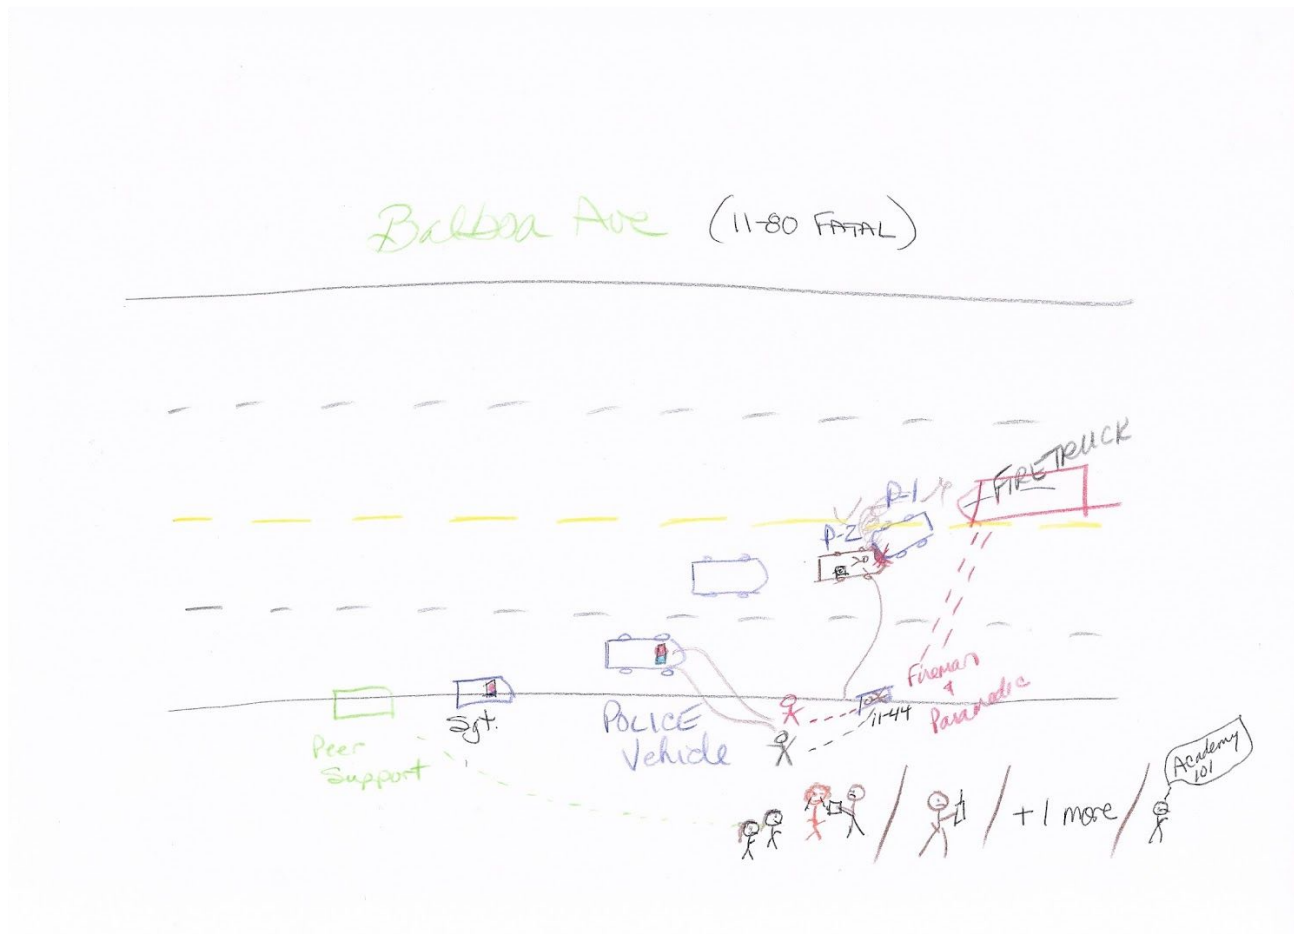 Balboa Ave (11-80 FATAL)
FIRETRUCK
P-1
P-2
Fireman
&
Paramedic
11-44
Sgt.
POLICE
Vehicle
Peer
Support
+1 more
Academy
101